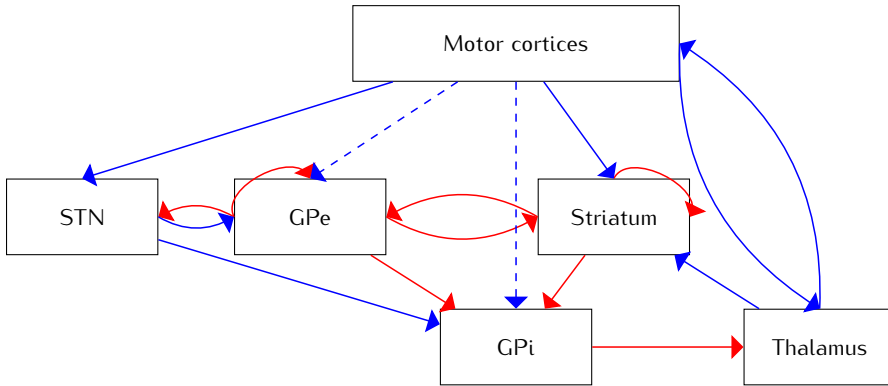 Motor cortices
STN
GPe
Striatum
GPi
Thalamus